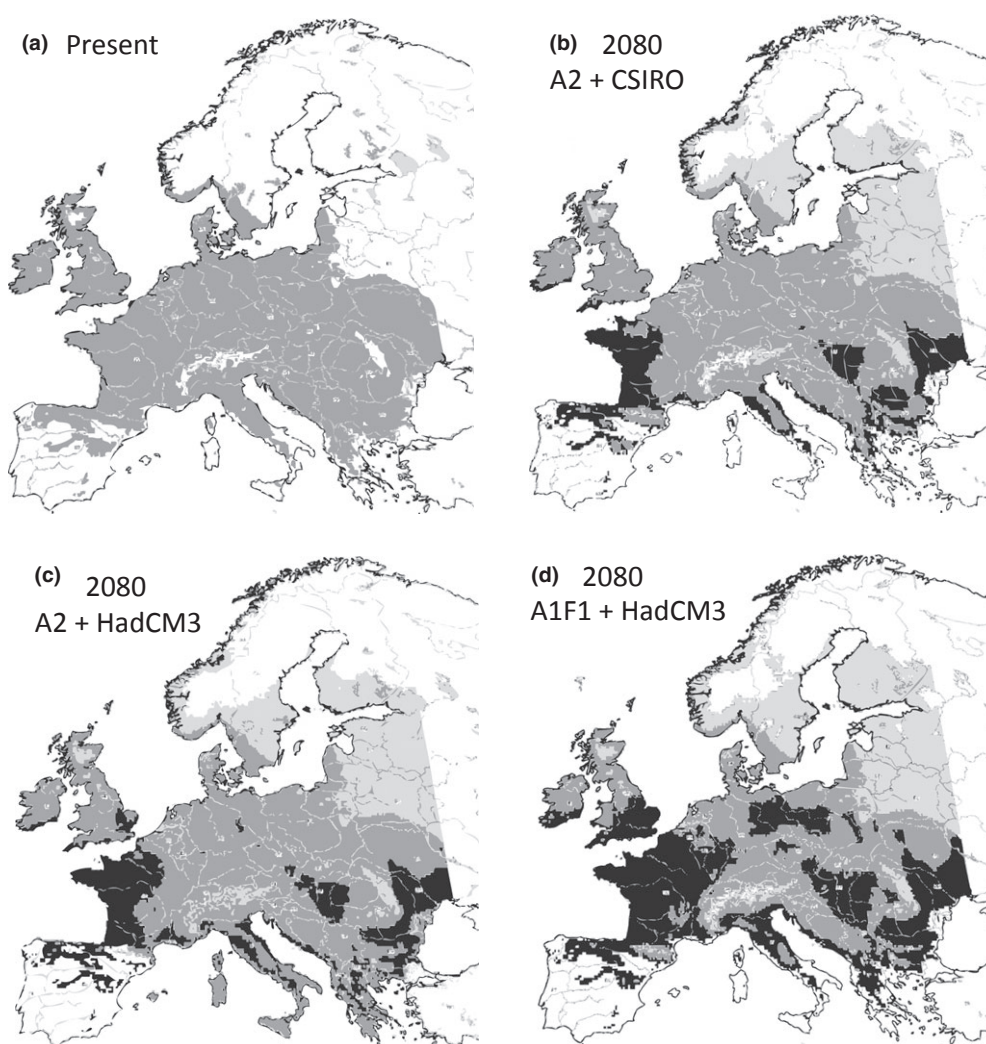 (a) Present
(b) 2080
A2 + CSIRO
(c) 2080
A2 + HadCM3
(d) 2080
A1F1 + HadCM3